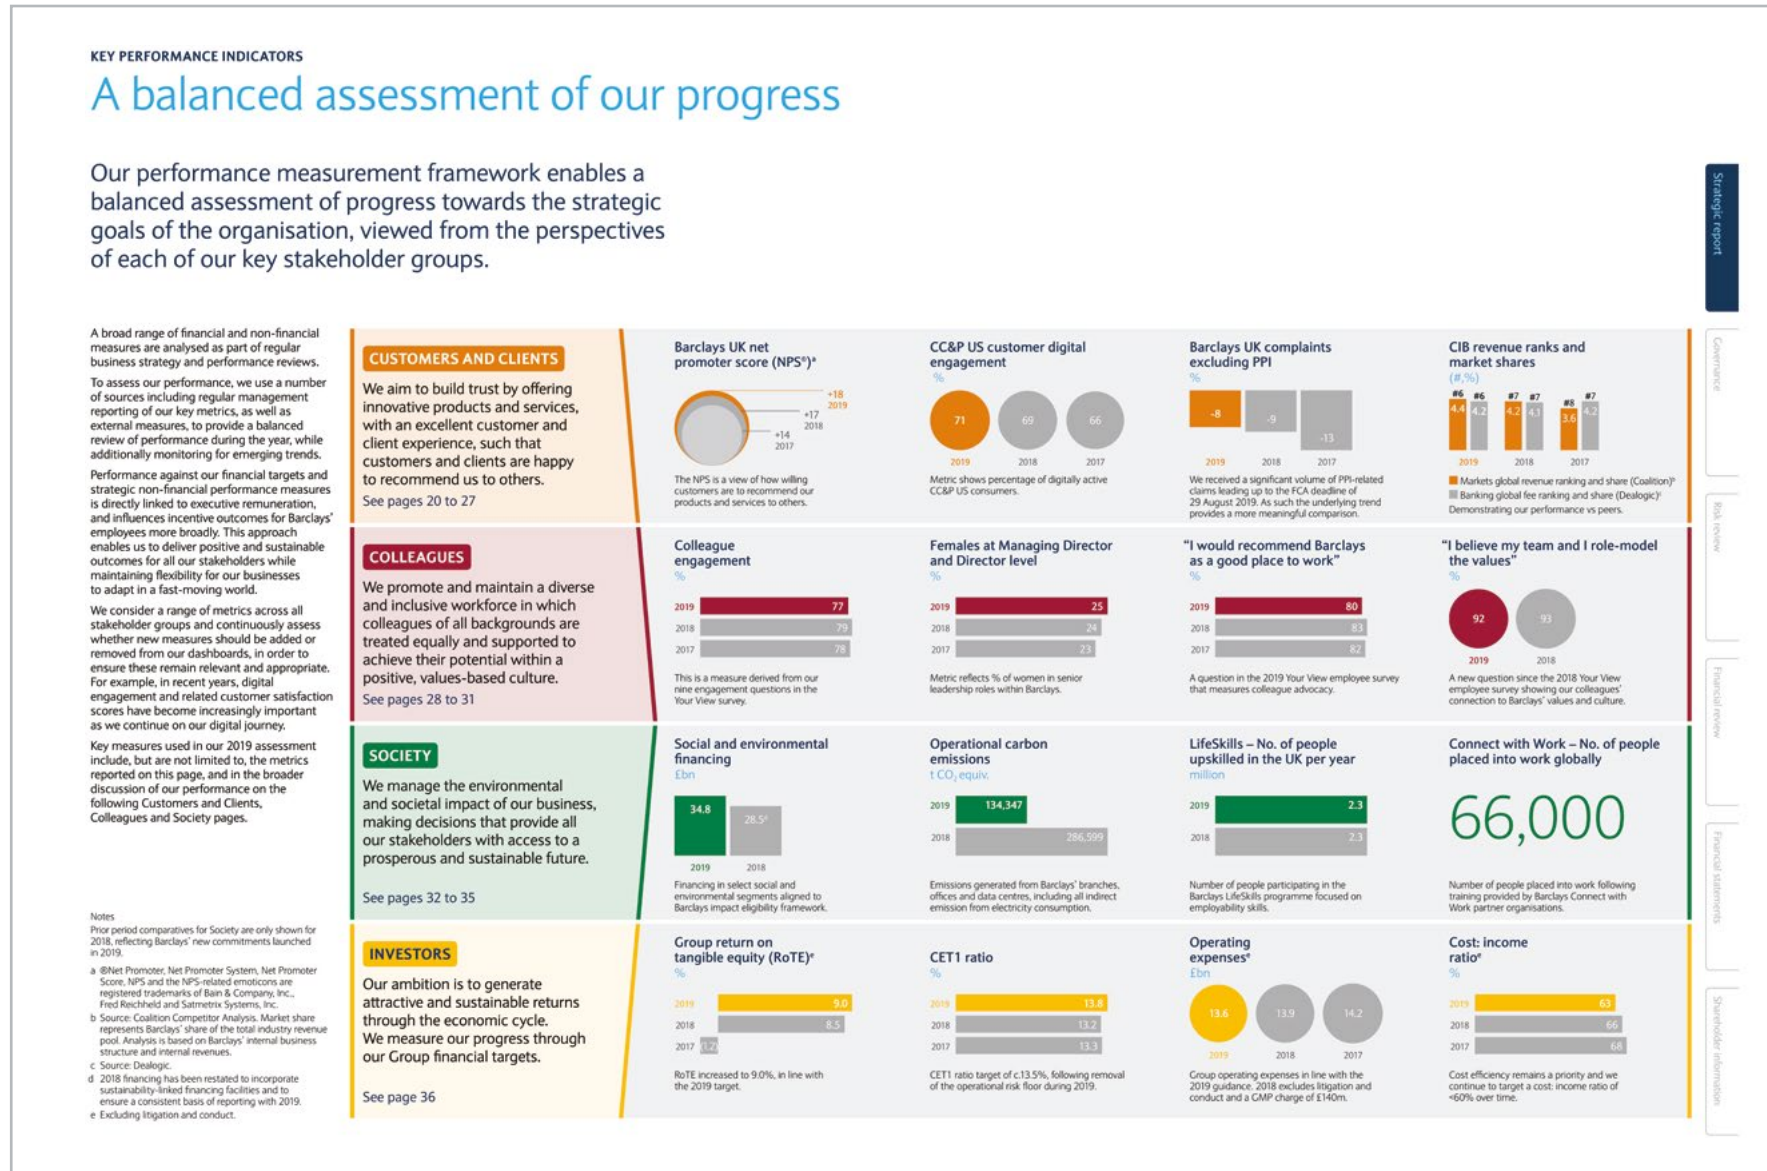 KEY PERFORMANCE INDICATORS
A balanced assessment of our progress
Our performance measurement framework enables a
balanced assessment of progress towards the strategic
goals of the organisation, viewed from the perspectives
of each of our key stakeholder groups.
A broad range of financial and non-financial
measures are analysed as part of regular
business strategy and performance reviews.
To assess our performance, we use a number
of sources including regular management
reporting of our key metrics, as well as
external measures, to provide a balanced
review of performance during the year, while
additionally monitoring for emerging trends.
Performance against our financial targets and
strategic non-financial performance measures
is directly linked to executive remuneration,
and influences incentive outcomes for Barclays'
employees more broadly. This approach
enables us to deliver positive and sustainable
outcomes for all our stakeholders while
maintaining flexibility for our businesses
to adapt in a fast-moving world.
We consider a range of metrics across all
stakeholder groups and continuously assess
whether new measures should be added or
removed from our dashboards, in order to
ensure these remain relevant and appropriate.
For example, in recent years, digital
engagement and related customer satisfaction
scores have become increasingly important
as we continue on our digital journey.
Key measures used in our 2019 assessment
include, but are not limited to, the metrics
reported on this page, and in the broader
discussion of our performance on the
following Customers and Clients,
Colleagues and Society pages.
Notes
Prior period comparatives for Society are only shown for
2018, reflecting Barclays' new commitments launched
in 2019.
a ®Net Promoter, Net Promoter System, Net Promoter
Score, NPS and the NPS-related emoticons are
registered trademarks of Bain & Company, Inc.,
Fred Reichheld and Satmetrix Systems, Inc.
b Source: Coalition Competitor Analysis. Market share
represents Barclays' share of the total industry revenue
pool. Analysis is based on Barclays' internal business
structure and internal revenues.
c Source: Dealogic.
d 2018 financing has been restated to incorporate
sustainability-linked financing facilities and to
ensure a consistent basis of reporting with 2019.
e Excluding litigation and conduct.
CUSTOMERS AND CLIENTS
We aim to build trust by offering
innovative products and services,
with an excellent customer and
client experience, such that
customers and clients are happy
to recommend us to others.
See pages 20 to 27
Barclays UK net
promoter score (NPS®)ᵃ
+18
2019
+17
2018
+14
2017
The NPS is a view of how willing
customers are to recommend our
products and services to others.
CC&P US customer digital
engagement
%
71 69 66
2019 2018 2017
Metric shows percentage of digitally active
CC&P US consumers.
Barclays UK complaints
excluding PPI
%
-8 -9 -13
2019 2018 2017
We received a significant volume of PPI-related
claims leading up to the FCA deadline of
29 August 2019. As such the underlying trend
provides a more meaningful comparison.
CIB revenue ranks and
market shares
(#,%)
#6 #6 #7 #7 #8 #7
4.4 4.2 4.2 4.1 3.6 4.2
2019 2018 2017
Markets global revenue ranking and share (Coalition)ᵇ
Banking global fee ranking and share (Dealogic)ᶜ
Demonstrating our performance vs peers.
COLLEAGUES
We promote and maintain a diverse
and inclusive workforce in which
colleagues of all backgrounds are
treated equally and supported to
achieve their potential within a
positive, values-based culture.
See pages 28 to 31
Colleague
engagement
%
2019 77
2018 79
2017 78
This is a measure derived from our
nine engagement questions in the
Your View survey.
Females at Managing Director
and Director level
%
2019 25
2018 24
2017 23
Metric reflects % of women in senior
leadership roles within Barclays.
"I would recommend Barclays
as a good place to work"
%
2019 80
2018 83
2017 82
A question in the 2019 Your View employee survey
that measures colleague advocacy.
"I believe my team and I role-model
the values"
%
92 93
2019 2018
A new question since the 2018 Your View
employee survey showing our colleagues'
connection to Barclays' values and culture.
SOCIETY
We manage the environmental
and societal impact of our business,
making decisions that provide all
our stakeholders with access to a
prosperous and sustainable future.
See pages 32 to 35
Social and environmental
financing
£bn
34.8 28.5ᵈ
2019 2018
Financing in select social and
environmental segments aligned to
Barclays impact eligibility framework.
Operational carbon
emissions
t CO₂ equiv.
2019 134,347
2018 286,599
Emissions generated from Barclays' branches,
offices and data centres, including all indirect
emission from electricity consumption.
LifeSkills – No. of people
upskilled in the UK per year
million
2019 2.3
2018 2.3
Number of people participating in the
Barclays LifeSkills programme focused on
employability skills.
Connect with Work – No. of people
placed into work globally
66,000
Number of people placed into work following
training provided by Barclays Connect with
Work partner organisations.
INVESTORS
Our ambition is to generate
attractive and sustainable returns
through the economic cycle.
We measure our progress through
our Group financial targets.
See page 36
Group return on
tangible equity (RoTE)ᵉ
%
2019 9.0
2018 8.5
2017 (1.2)
RoTE increased to 9.0%, in line with
the 2019 target.
CET1 ratio
%
2019 13.8
2018 13.2
2017 13.3
CET1 ratio target of c.13.5%, following removal
of the operational risk floor during 2019.
Operating
expensesᵉ
£bn
13.6 13.9 14.2
2019 2018 2017
Group operating expenses in line with the
2019 guidance. 2018 excludes litigation and
conduct and a GMP charge of £140m.
Cost: income
ratioᵉ
%
2019 63
2018 66
2017 68
Cost efficiency remains a priority and we
continue to target a cost: income ratio of
<60% over time.
Strategic report
Governance
Risk review
Financial review
Financial statements
Shareholder information